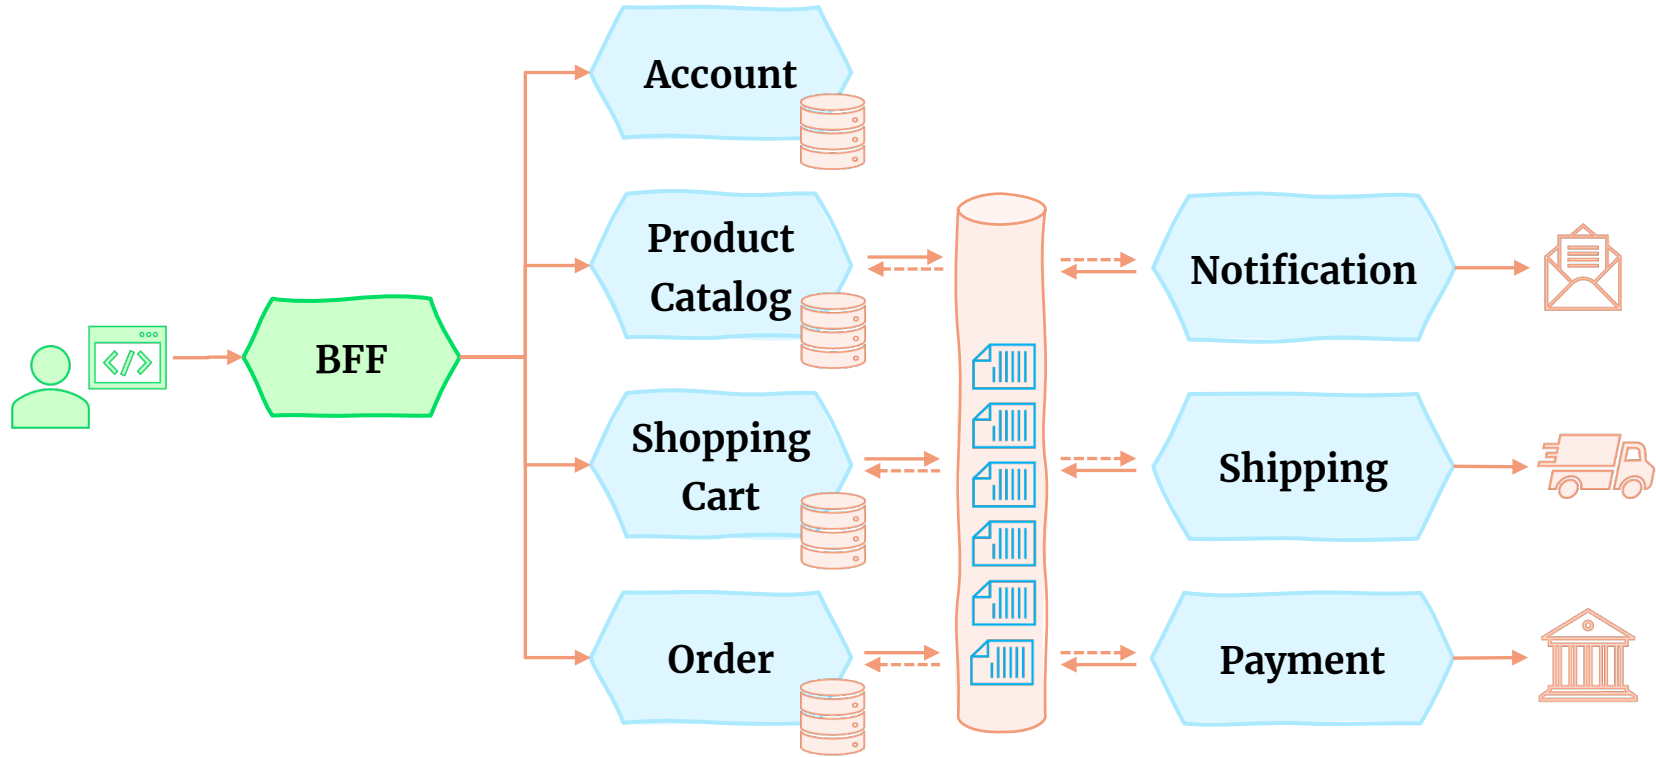 Account
Product
Catalog
Notification
BFF
</>
Shopping
Cart
Shipping
Order
Payment